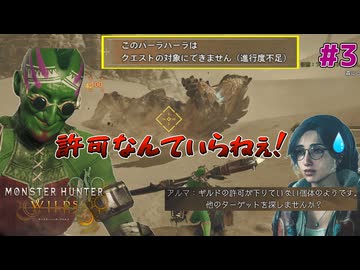 このバーラハーラは
クエストの対象にできません（進行度不足）
#3
許可なんていらねぇ!
MONSTER HUNTER
WILDS
アルマ：ギルドの許可が下りていない個体のようです。
他のターゲットを探しませんか？